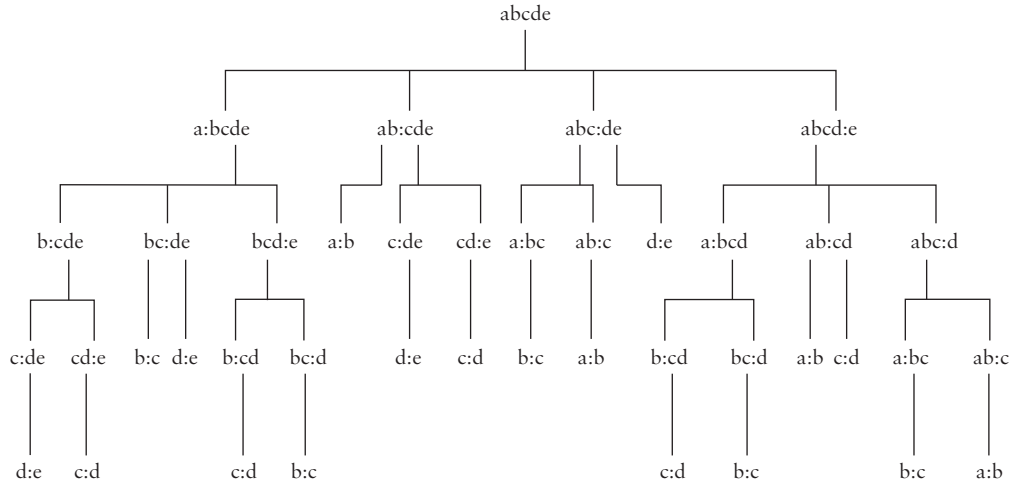 abcde
a:bcde ab:cde abc:de abcd:e
b:cde bc:de bcd:e a:b c:de cd:e a:bc ab:c d:e a:bcd ab:cd abc:d
c:de cd:e b:c d:e b:cd bc:d d:e c:d b:c a:b b:cd bc:d a:b c:d a:bc ab:c
d:e c:d c:d b:c c:d b:c b:c a:b